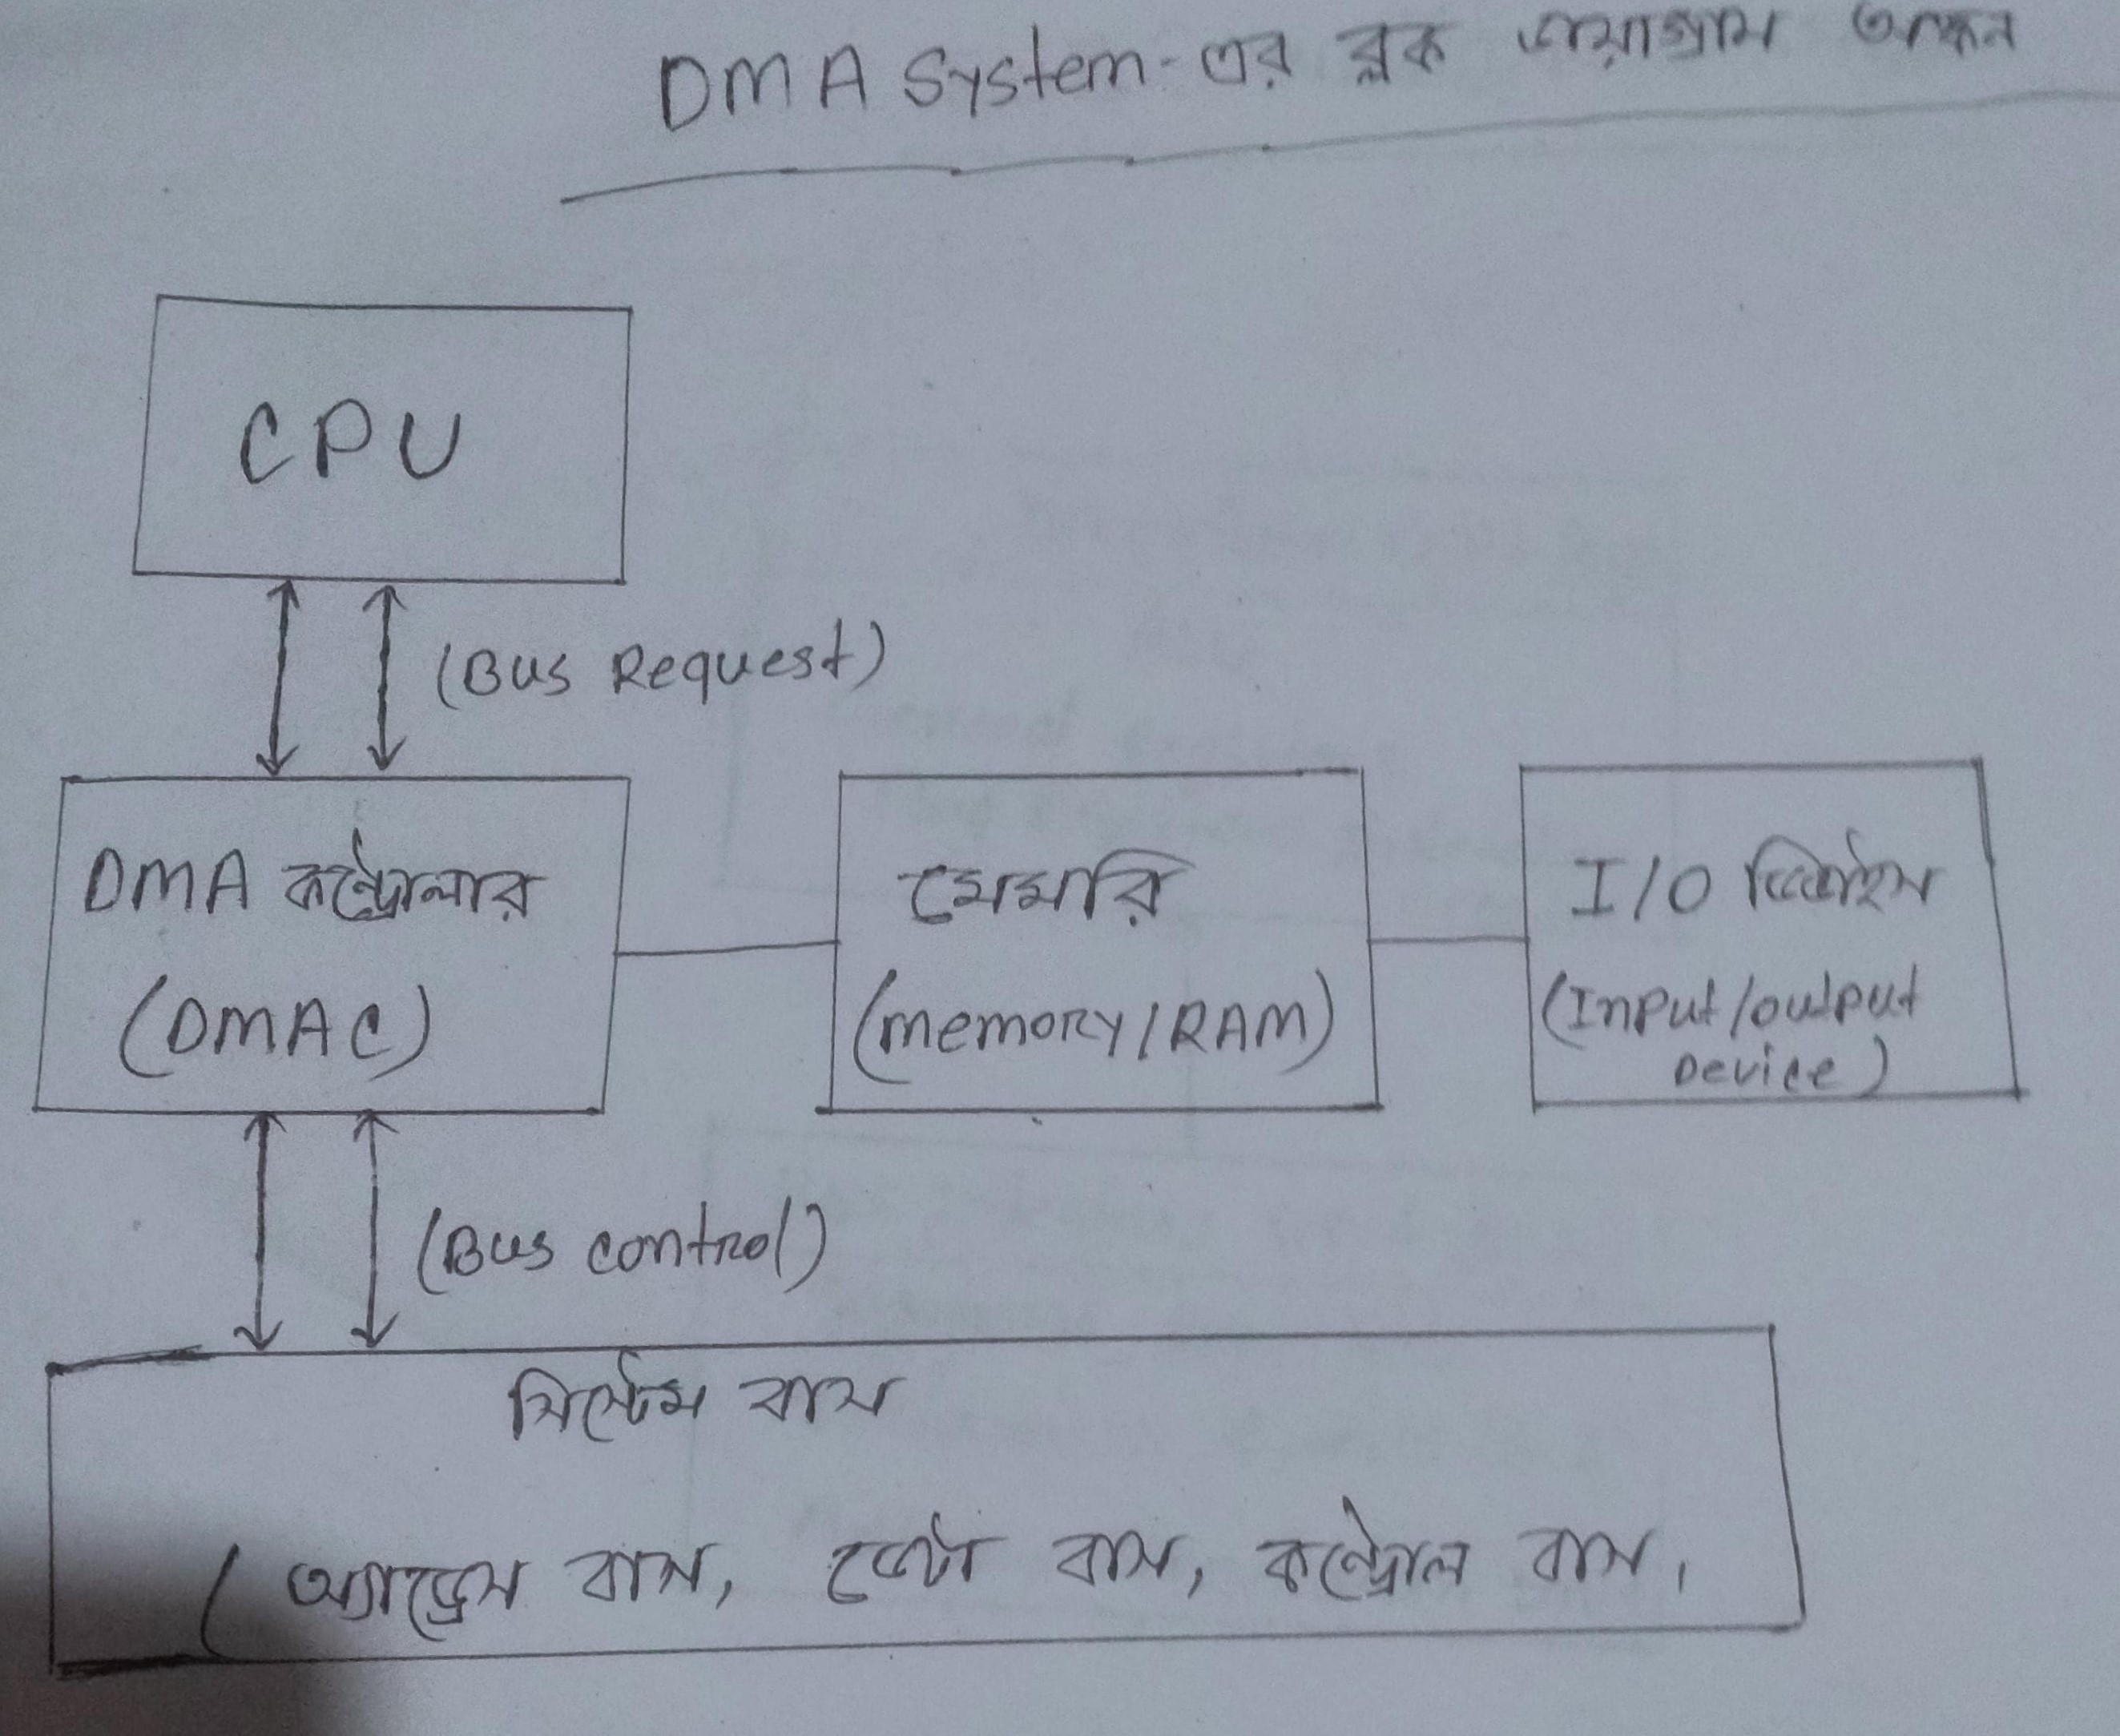 DMA System-এর ব্লক ডায়াগ্রাম অঙ্কন
CPU
(Bus Request)
DMA কন্ট্রোলার
(DMAC)
মেমরি
(memory/RAM)
I/O
(Input/output
Device)
(Bus control)
সিস্টেম বাস
(অ্যাড্রেস বাস, ডেটা বাস, কন্ট্রোল বাস,